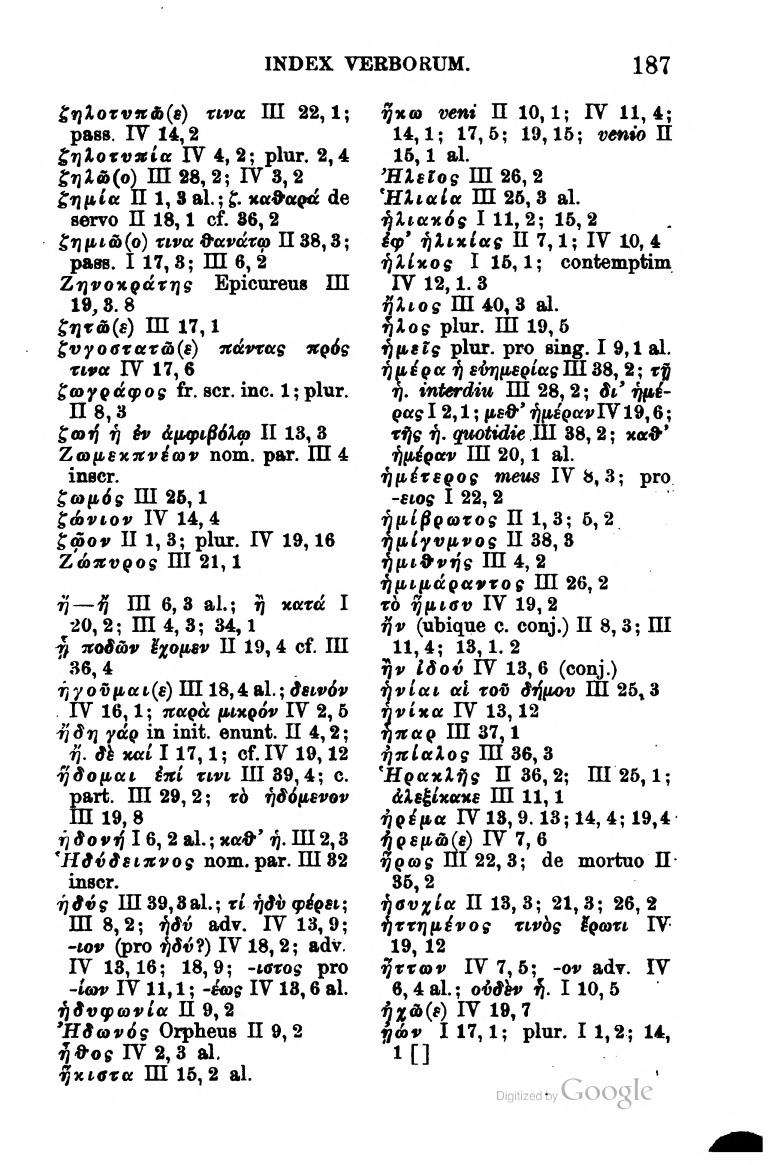 INDEX VERBORUM. 187
ζηλοτυπῶ(ε) τινα III 22, 1;
pass. IV 14, 2
ζηλοτυπία IV 4, 2; plur. 2, 4
ζηλῶ(ο) III 28, 2; IV 3, 2
ζημία II 1, 3 al.; ζ. καθαρά de
servo II 18, 1 cf. 36, 2
ζημιῶ(ο) τινα θανάτῳ II 38, 3;
pass. I 17, 3; III 6, 2
Ζηνοκράτης Epicureus III
19, 3. 8
ζητῶ(ε) III 17, 1
ζυγοστατῶ(ε) πάντας πρός
τινα IV 17, 6
ζωγράφος fr. scr. inc. 1; plur.
II 8, 3
ζωή ἡ ἐν ἀμφιβόλῳ II 13, 3
Ζωμεκπνέων nom. par. III 4
inscr.
ζωμός III 25, 1
ζώνιον IV 14, 4
ζῷον II 1, 3; plur. IV 19, 16
Ζώπυρος III 21, 1
ἤ—ἤ III 6, 3 al.; ἢ κατά I
20, 2; III 4, 3; 34, 1
ᾗ ποδῶν ἔχομεν II 19, 4 cf. III
36, 4
ἡγοῦμαι(ε) III 18, 4 al.; δεινόν
IV 16, 1; παρὰ μικρόν IV 2, 5
ἤδη γάρ in init. enunt. II 4, 2;
ἤ. δὲ καί I 17, 1; cf. IV 19, 12
ἥδομαι ἐπί τινι III 39, 4; c.
part. III 29, 2; τὸ ἡδόμενον
III 19, 8
ἡδονή I 6, 2 al.; καθ’ ἡ. III 2, 3
Ἡδύδειπνος nom. par. III 32
inscr.
ἡδύς III 39, 3 al.; τί ἡδὺ φέρει;
III 8, 2; ἡδύ adv. IV 13, 9;
-ιον (pro ἡδύ?) IV 18, 2; adv.
IV 13, 16; 18, 9; -ιστος pro
-ίων IV 11, 1; -έως IV 13, 6 al.
ἡδυφωνία II 9, 2
Ἠδωνός Orpheus II 9, 2
ἦθος IV 2, 3 al.
ἥκιστα III 15, 2 al.
ἥκω veni II 10, 1; IV 11, 4;
14, 1; 17, 5; 19, 15; venio II
15, 1 al.
Ἠλεῖος III 26, 2
Ἡλιαία III 25, 3 al.
ἡλιακός I 11, 2; 15, 2
ἐφ’ ἡλικίας II 7, 1; IV 10, 4
ἡλίκος I 15, 1; contemptim
IV 12, 1. 3
ἥλιος III 40, 3 al.
ἧλος plur. III 19, 5
ἡμεῖς plur. pro sing. I 9, 1 al.
ἡμέρα ἡ εὐημερίας III 38, 2; τῇ
ἡ. interdiu III 28, 2; δι’ ἡμέ-
ρας I 2, 1; μεθ’ ἡμέραν IV 19, 6;
τῆς ἡ. quotidie III 38, 2; καθ’
ἡμέραν III 20, 1 al.
ἡμέτερος meus IV 8, 3; pro
-ειος I 22, 2
ἡμίβρωτος II 1, 3; 5, 2
ἡμίγυμνος II 38, 3
ἡμιθνής III 4, 2
ἡμιμάραντος III 26, 2
τὸ ἥμισυ IV 19, 2
ἤν (ubique c. conj.) II 8, 3; III
11, 4; 13, 1. 2
ἢν ἰδού IV 13, 6 (conj.)
ἡνίαι αἱ τοῦ δήμου III 25, 3
ἡνίκα IV 13, 12
ἧπαρ III 37, 1
ἠπίαλος III 36, 3
Ἡρακλῆς II 36, 2; III 25, 1;
ἀλεξίκακε III 11, 1
ἠρέμα IV 13, 9. 13; 14, 4; 19, 4
ἠρεμῶ(ε) IV 7, 6
ἥρως III 22, 3; de mortuo II
35, 2
ἡσυχία II 13, 3; 21, 3; 26, 2
ἡττημένος τινὸς ἔρωτι IV
19, 12
ἥττων IV 7, 5; -ον adv. IV
6, 4 al.; οὐδὲν ἧ. I 10, 5
ἠχῶ(ε) IV 19, 7
ᾐών I 17, 1; plur. I 1, 2; 14,
1 []
Digitized by Google